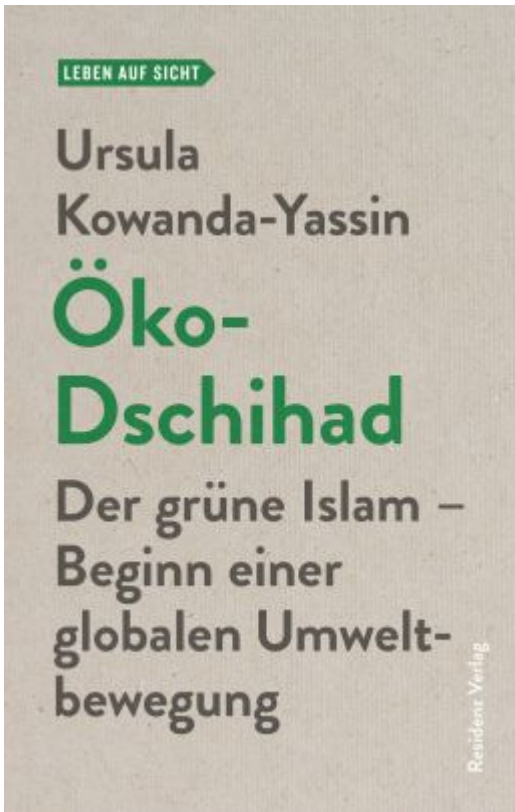 LEBEN AUF SICHT
Ursula
Kowanda-Yassin
Öko-
Dschihad
Der grüne Islam –
Beginn einer
globalen Umwelt-
bewegung
Residenz Verlag